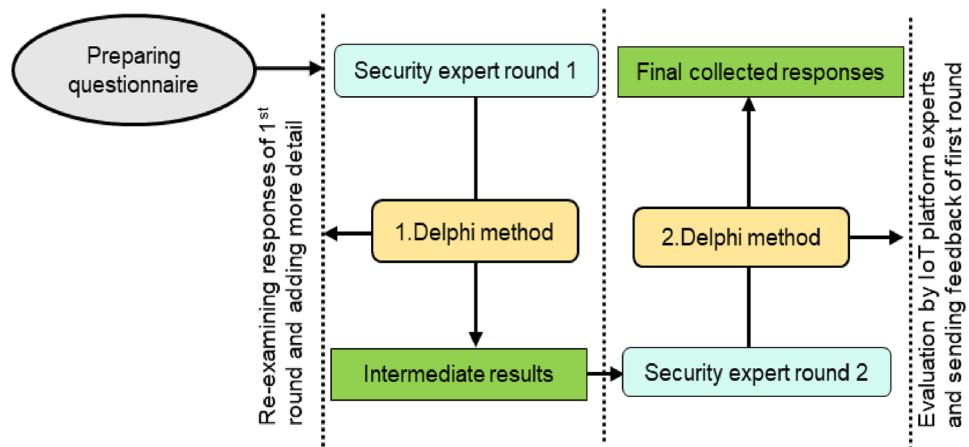 Preparing
questionnaire
Security expert round 1
Final collected responses
Re-examining responses of 1st
round and adding more detail
1.Delphi method
2.Delphi method
Evaluation by IoT platform experts
and sending feedback of first round
Intermediate results
Security expert round 2